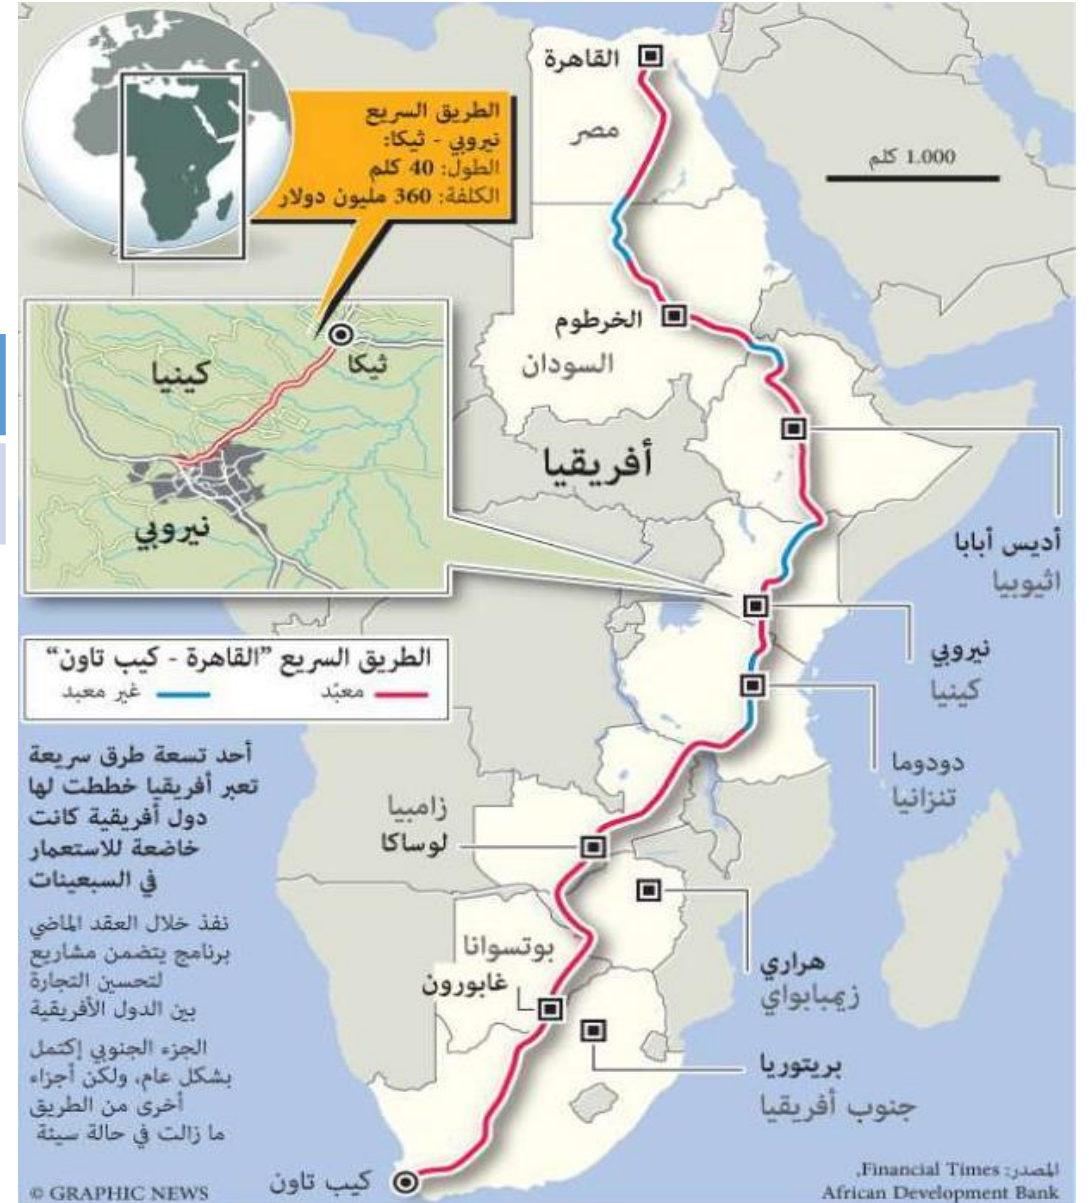 القاهرة
مصر
الطريق السريع
نيروبي - ثيكا:
الطول: 40 كلم
الكلفة: 360 مليون دولار
1.000 كلم
الخرطوم
السودان
ثيكا
كينيا
نيروبي
أفريقيا
أديس أبابا
اثيوبيا
نيروبي
كينيا
الطريق السريع “القاهرة - كيب تاون”
معبّد
غير معبد
دودوما
تنزانيا
أحد تسعة طرق سريعة
تعبر أفريقيا خططت لها
دول أفريقية كانت
خاضعة للاستعمار
في السبعينات
زامبيا
لوساكا
نفذ خلال العقد الماضي
برنامج يتضمن مشاريع
لتحسين التجارة
بين الدول الأفريقية
بوتسوانا
غابورون
هراري
زيمبابواي
الجزء الجنوبي إكتمل
بشكل عام، ولكن أجزاء
أخرى من الطريق
ما زالت في حالة سيئة
بريتوريا
جنوب أفريقيا
كيب تاون
المصدر: Financial Times,
African Development Bank
© GRAPHIC NEWS